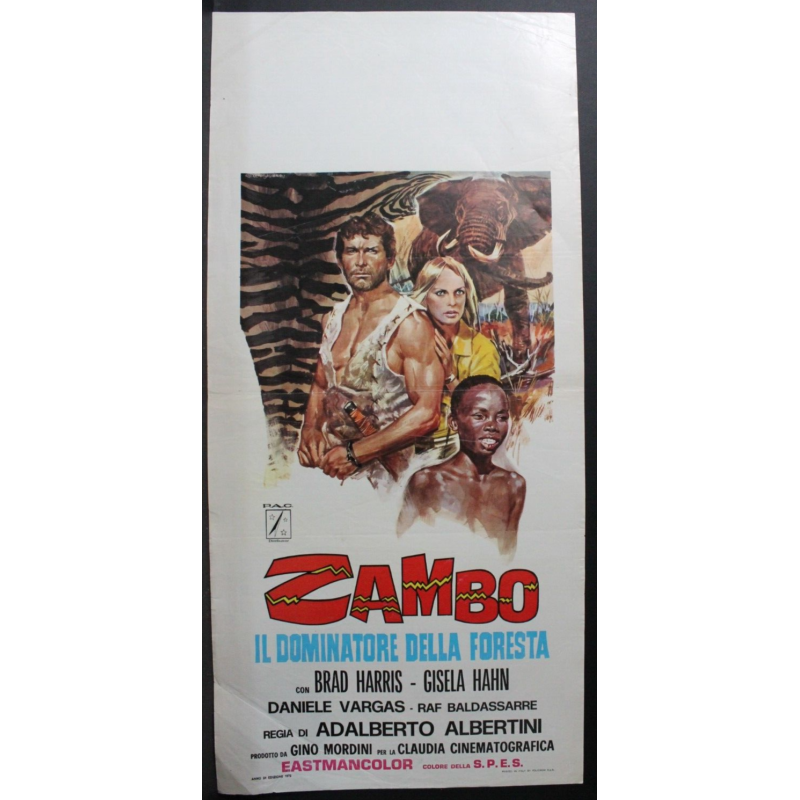 P.A.C.
ZAMBO
IL DOMINATORE DELLA FORESTA
CON BRAD HARRIS - GISELA HAHN
DANIELE VARGAS - RAF BALDASSARRE
REGIA DI ADALBERTO ALBERTINI
PRODOTTO DA GINO MORDINI PER LA CLAUDIA CINEMATOGRAFICA
EASTMANCOLOR COLORE DELLA S.P.E.S.